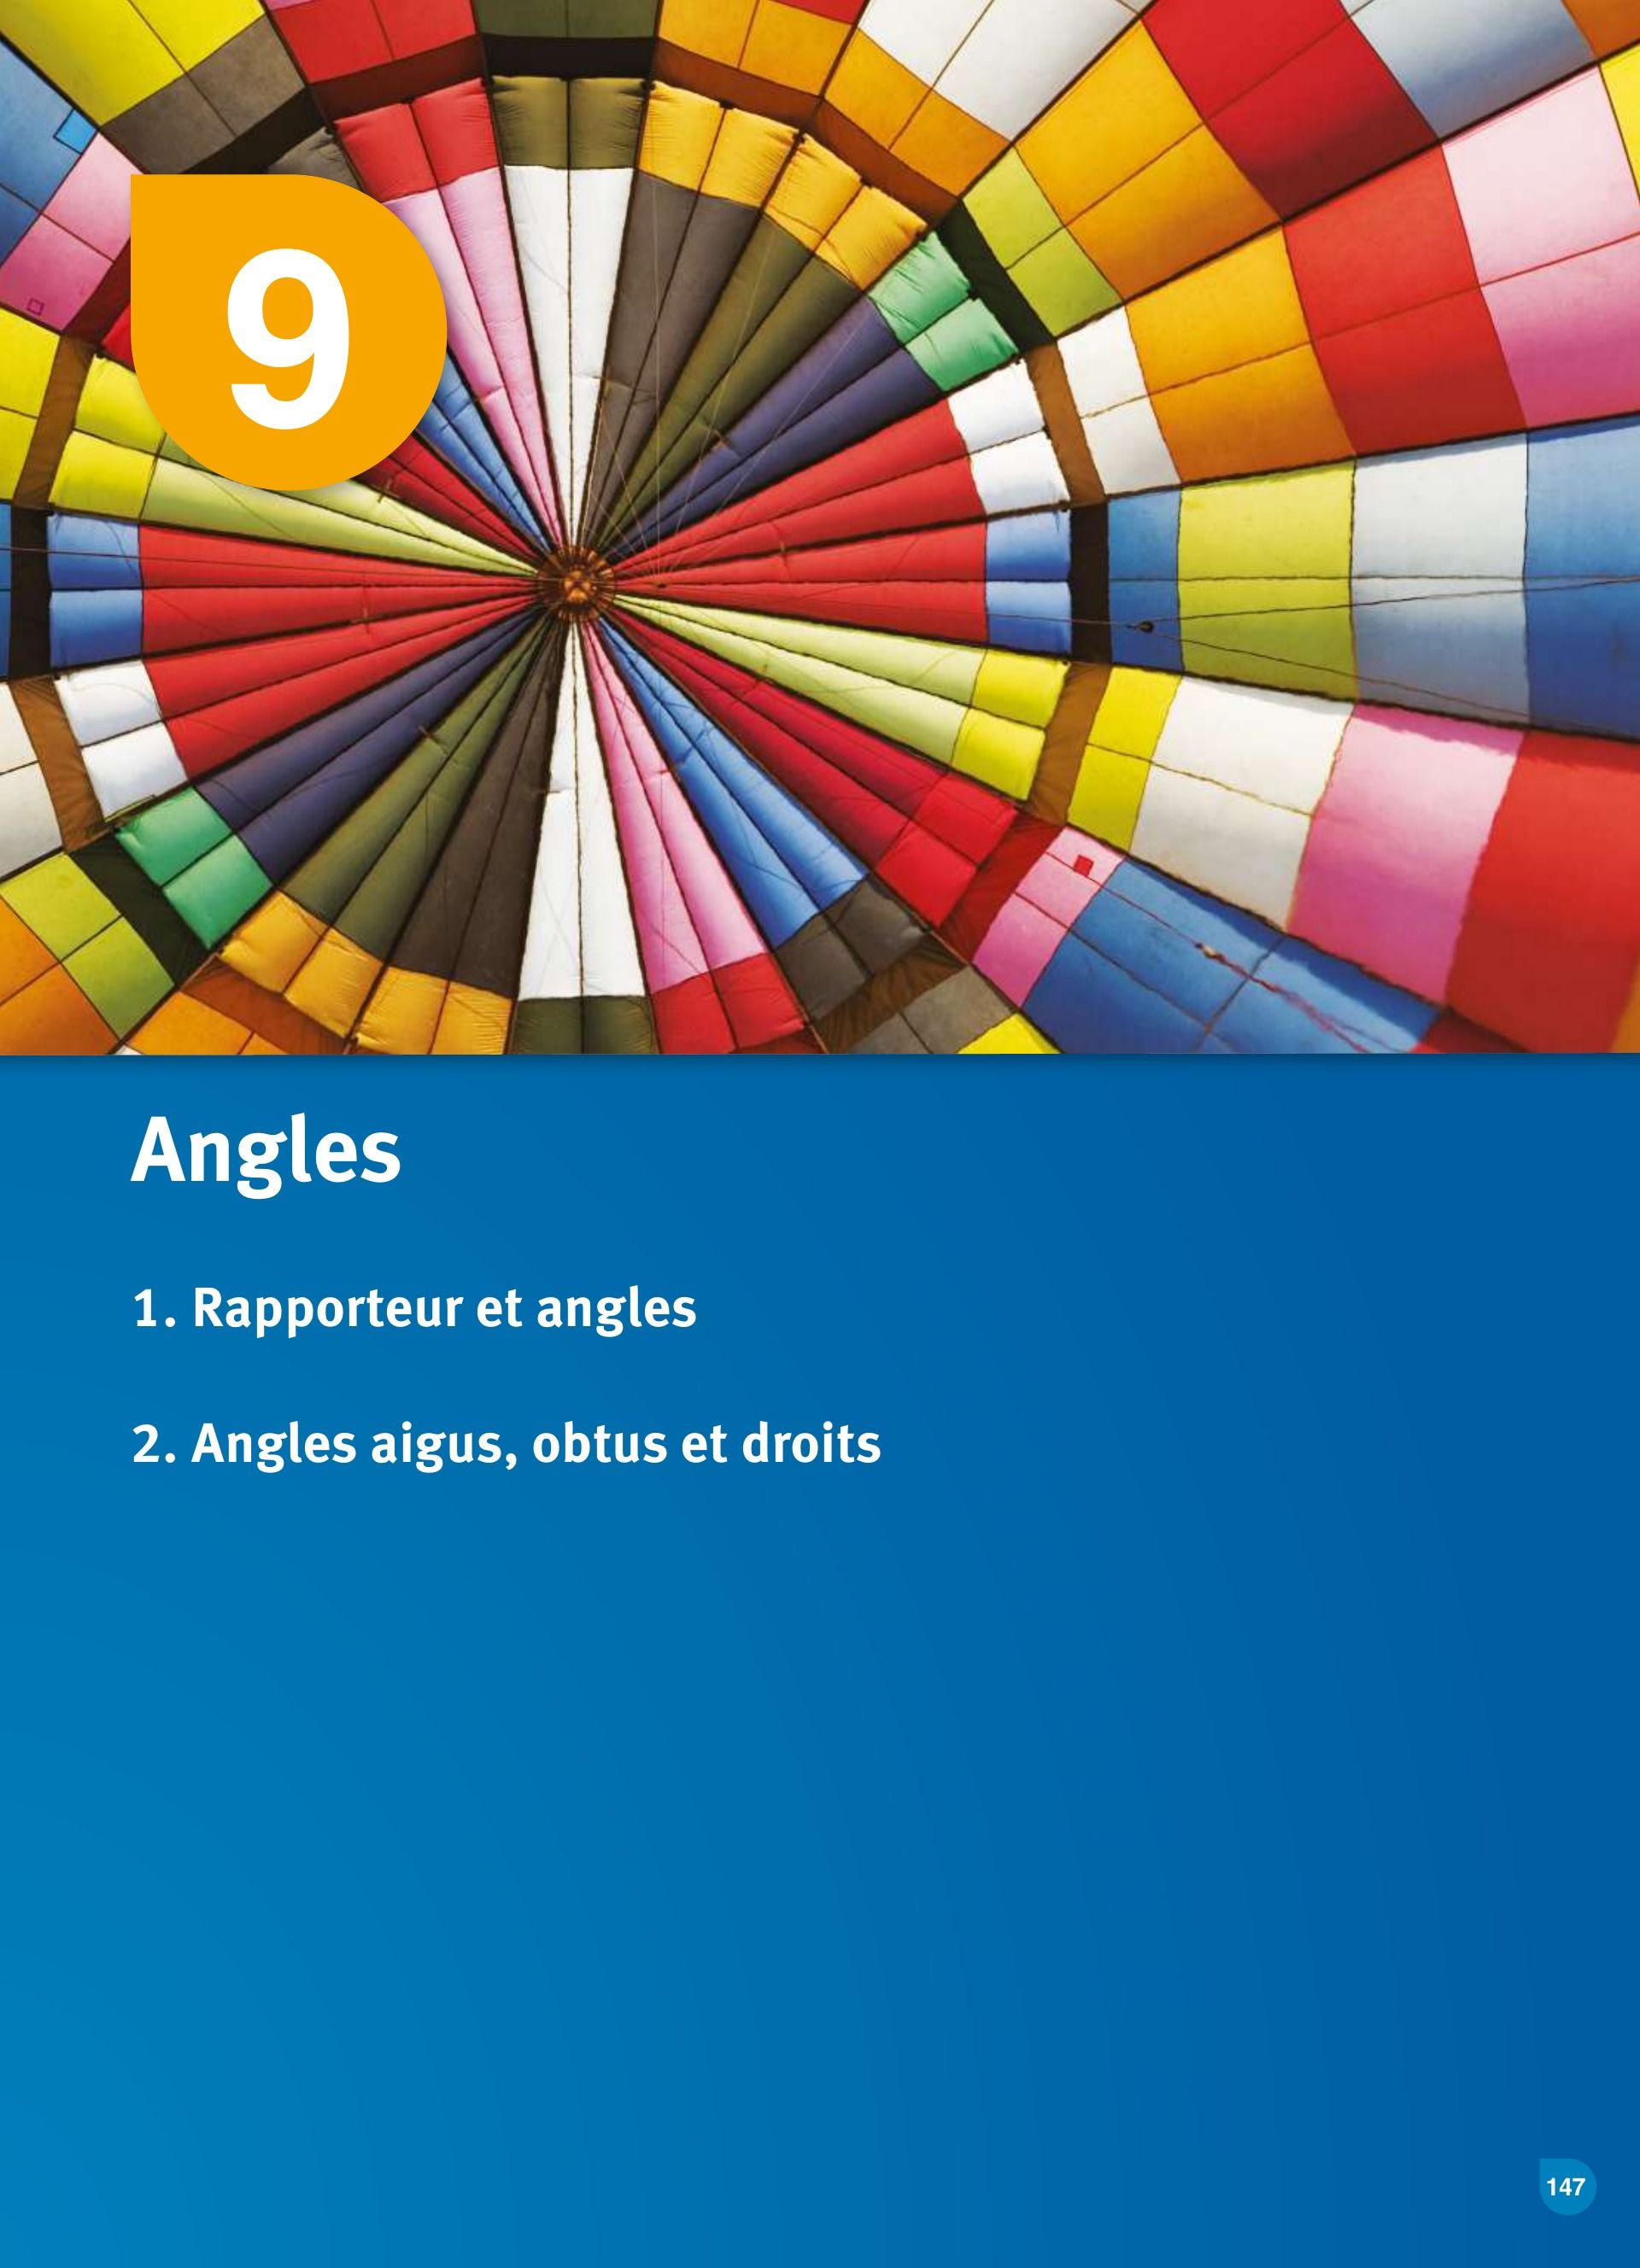 9
Angles
1. Rapporteur et angles
2. Angles aigus, obtus et droits
147